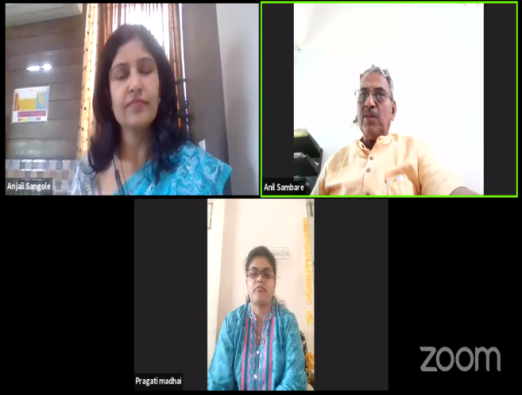 Anjali Sangole
Anil Sambare
Pragati madhai
zoom